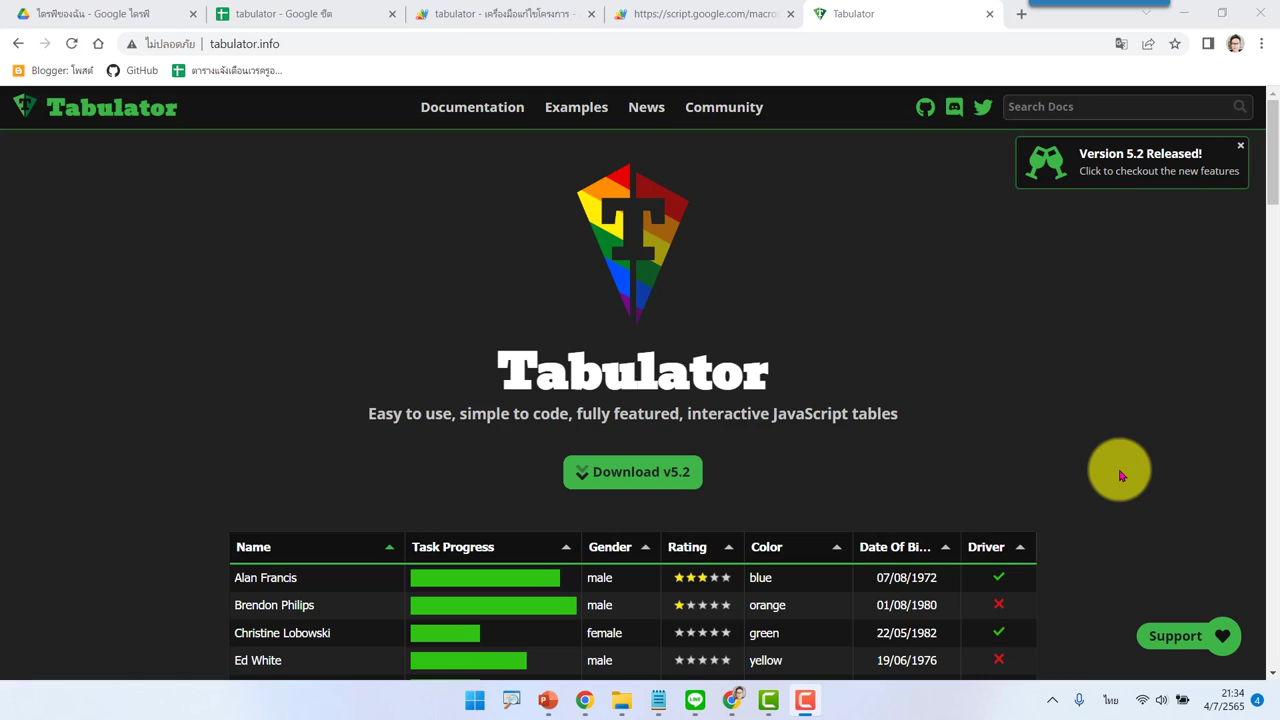 ไดรฟ์ของฉัน - Google ไดรฟ์
tabulator - Google ชีต
tabulator - เครื่องมือแก้ไขโครงการ -
https://script.google.com/macro
Tabulator
ไม่ปลอดภัย
tabulator.info
Blogger: โพสต์
GitHub
ตารางแจ้งเตือนเวรครูอ...
Tabulator
Documentation
Examples
News
Community
Search Docs
Version 5.2 Released!
Click to checkout the new features
T
Tabulator
Easy to use, simple to code, fully featured, interactive JavaScript tables
Download v5.2
Name Task Progress Gender Rating Color Date Of Bi... Driver
Alan Francis male blue 07/08/1972
Brendon Philips male orange 01/08/1980
Christine Lobowski female green 22/05/1982
Ed White male yellow 19/06/1976
Support
ไทย
21:34
4/7/2565
4